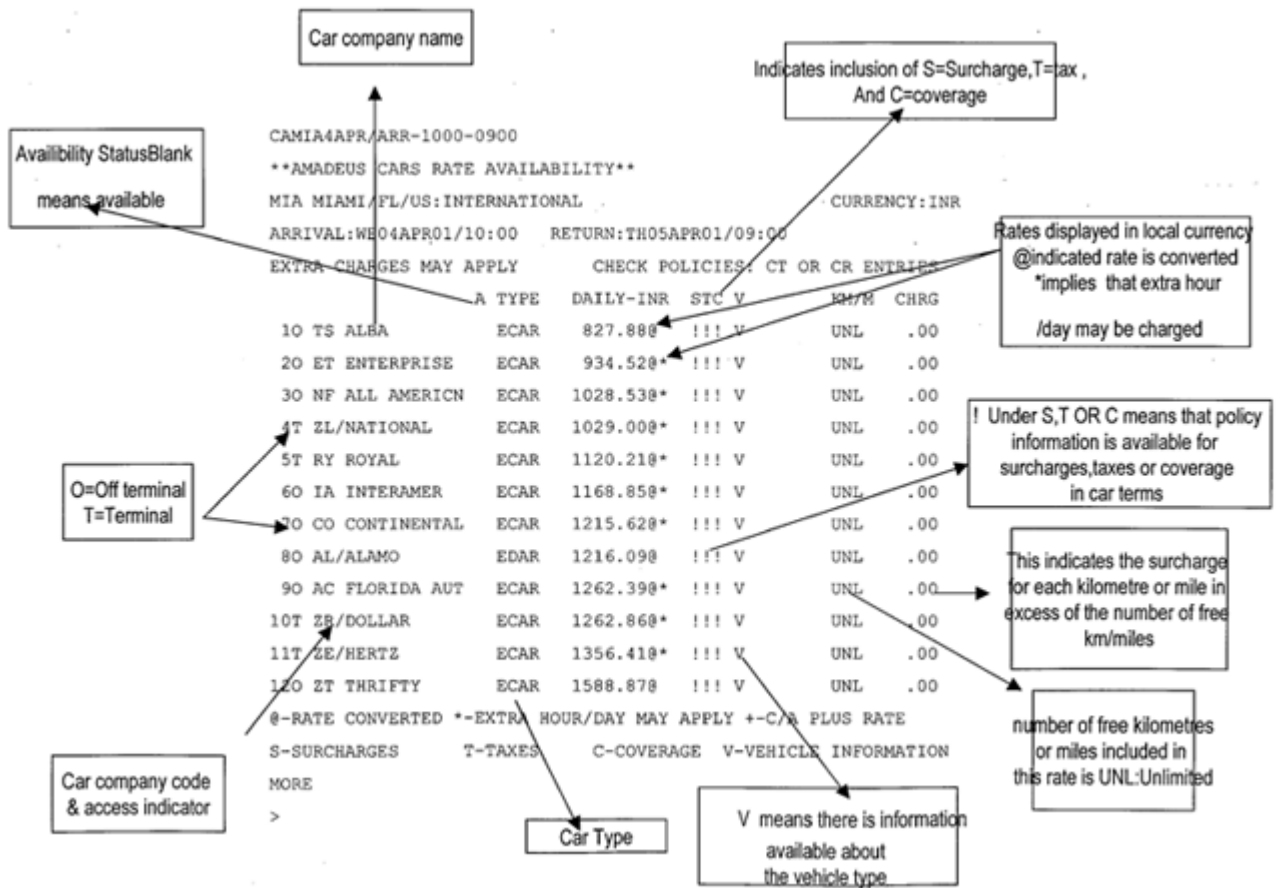 Car company name
Indicates inclusion of S=Surcharge,T=tax ,
And C=coverage
Availibility StatusBlank
means available
CAMIA4APR/ARR-1000-0900
**AMADEUS CARS RATE AVAILABILITY**
MIA MIAMI/FL/US:INTERNATIONAL CURRENCY:INR
ARRIVAL:WE04APR01/10:00 RETURN:TH05APR01/09:00
EXTRA CHARGES MAY APPLY CHECK POLICIES: CT OR CR ENTRIES
Rates displayed in local currency
@indicated rate is converted
*implies that extra hour
/day may be charged
A TYPE DAILY-INR STC V KM/M CHRG
1O TS ALBA ECAR 827.88@ !!! V UNL .00
2O ET ENTERPRISE ECAR 934.52@* !!! V UNL .00
3O NF ALL AMERICN ECAR 1028.53@* !!! V UNL .00
4T ZL/NATIONAL ECAR 1029.00@* !!! V UNL .00
5T RY ROYAL ECAR 1120.21@* !!! V UNL .00
6O IA INTERAMER ECAR 1168.85@* !!! V UNL .00
7O CO CONTINENTAL ECAR 1215.62@* !!! V UNL .00
8O AL/ALAMO EDAR 1216.09@ !!! V UNL .00
9O AC FLORIDA AUT ECAR 1262.39@* !!! V UNL .00
10T ZR/DOLLAR ECAR 1262.86@* !!! V UNL .00
11T ZE/HERTZ ECAR 1356.41@* !!! V UNL .00
12O ZT THRIFTY ECAR 1588.87@ !!! V UNL .00
@-RATE CONVERTED *-EXTRA HOUR/DAY MAY APPLY +-C/A PLUS RATE
S-SURCHARGES T-TAXES C-COVERAGE V-VEHICLE INFORMATION
MORE
>
O=Off terminal
T=Terminal
! Under S,T OR C means that policy
information is available for
surcharges,taxes or coverage
in car terms
This indicates the surcharge
for each kilometre or mile in
excess of the number of free
km/miles
number of free kilometres
or miles included in
this rate is UNL:Unlimited
Car company code
& access indicator
Car Type
V means there is information
available about
the vehicle type